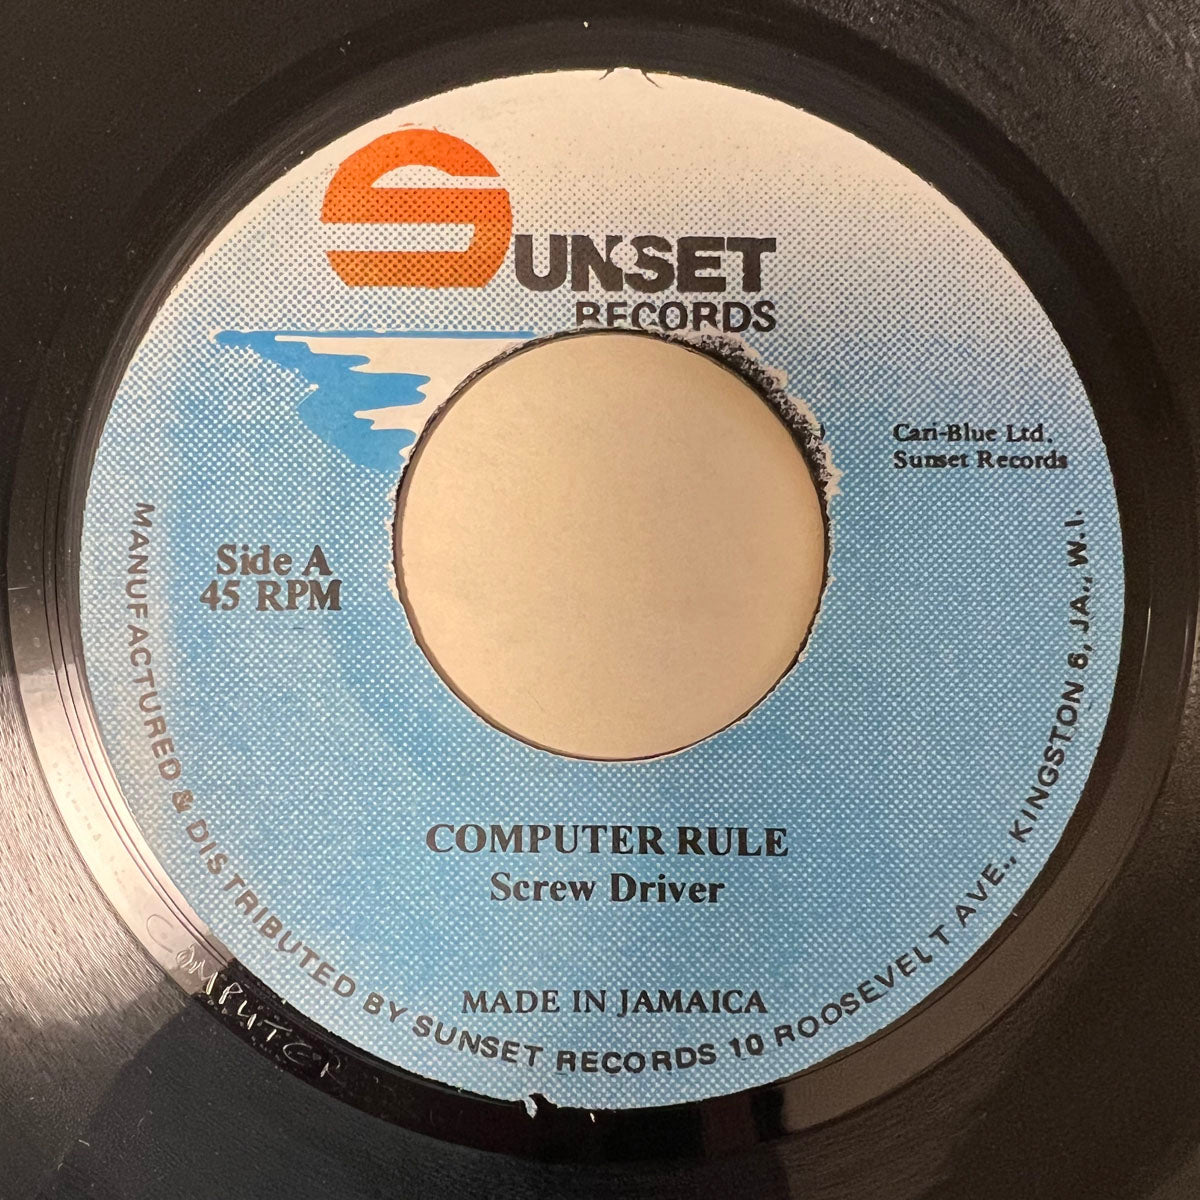 SUNSET
RECORDS
Cari-Blue Ltd.
Sunset Records
Side A
45 RPM
COMPUTER RULE
Screw Driver
MADE IN JAMAICA
MANUFACTURED & DISTRIBUTED BY SUNSET RECORDS 10 ROOSEVELT AVE., KINGSTON 6, JA., W.I.
COMPUTER